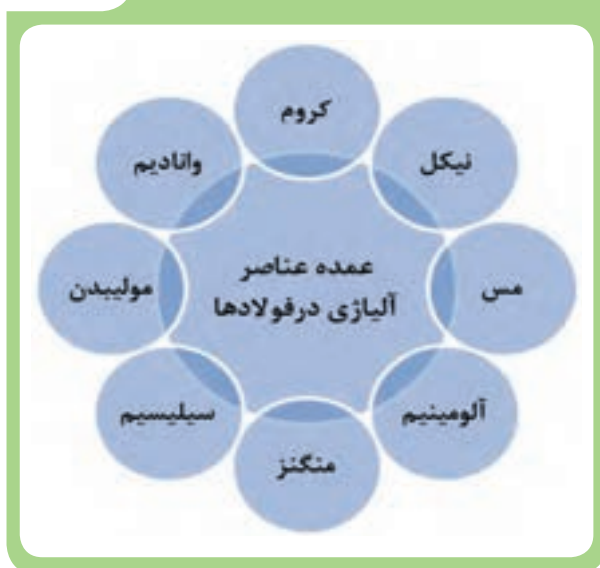 کروم
نیکل
مس
آلومینیم
منگنز
سیلیسیم
مولیبدن
وانادیم
عمده عناصر
آلیاژی درفولادها